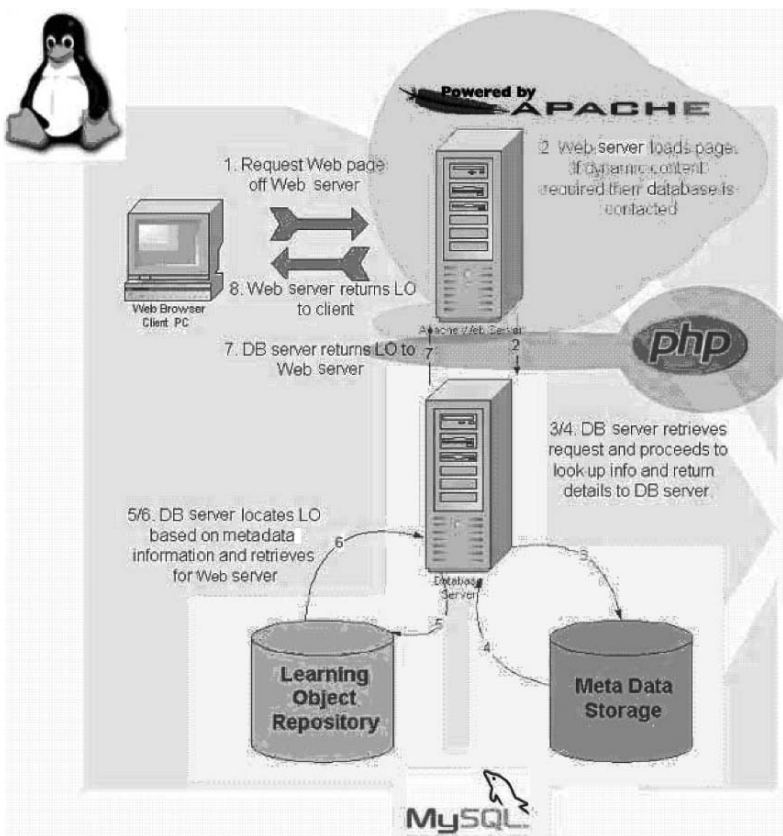 Powered by
APACHE
1. Request Web page
off Web server
2. Web server loads page.
If dynamic content
required then database is
contacted
Web Browser
Client PC
8. Web server returns LO
to client
Apache Web Server
7. DB server returns LO to
Web server
7
2
php
3/4. DB server retrieves
request and proceeds to
look up info and return
details to DB server.
5/6. DB server locates LO
based on metadata
information and retrieves
for Web server
6
3
Database
Server
5
4
Learning
Object
Repository
Meta Data
Storage
MySQL